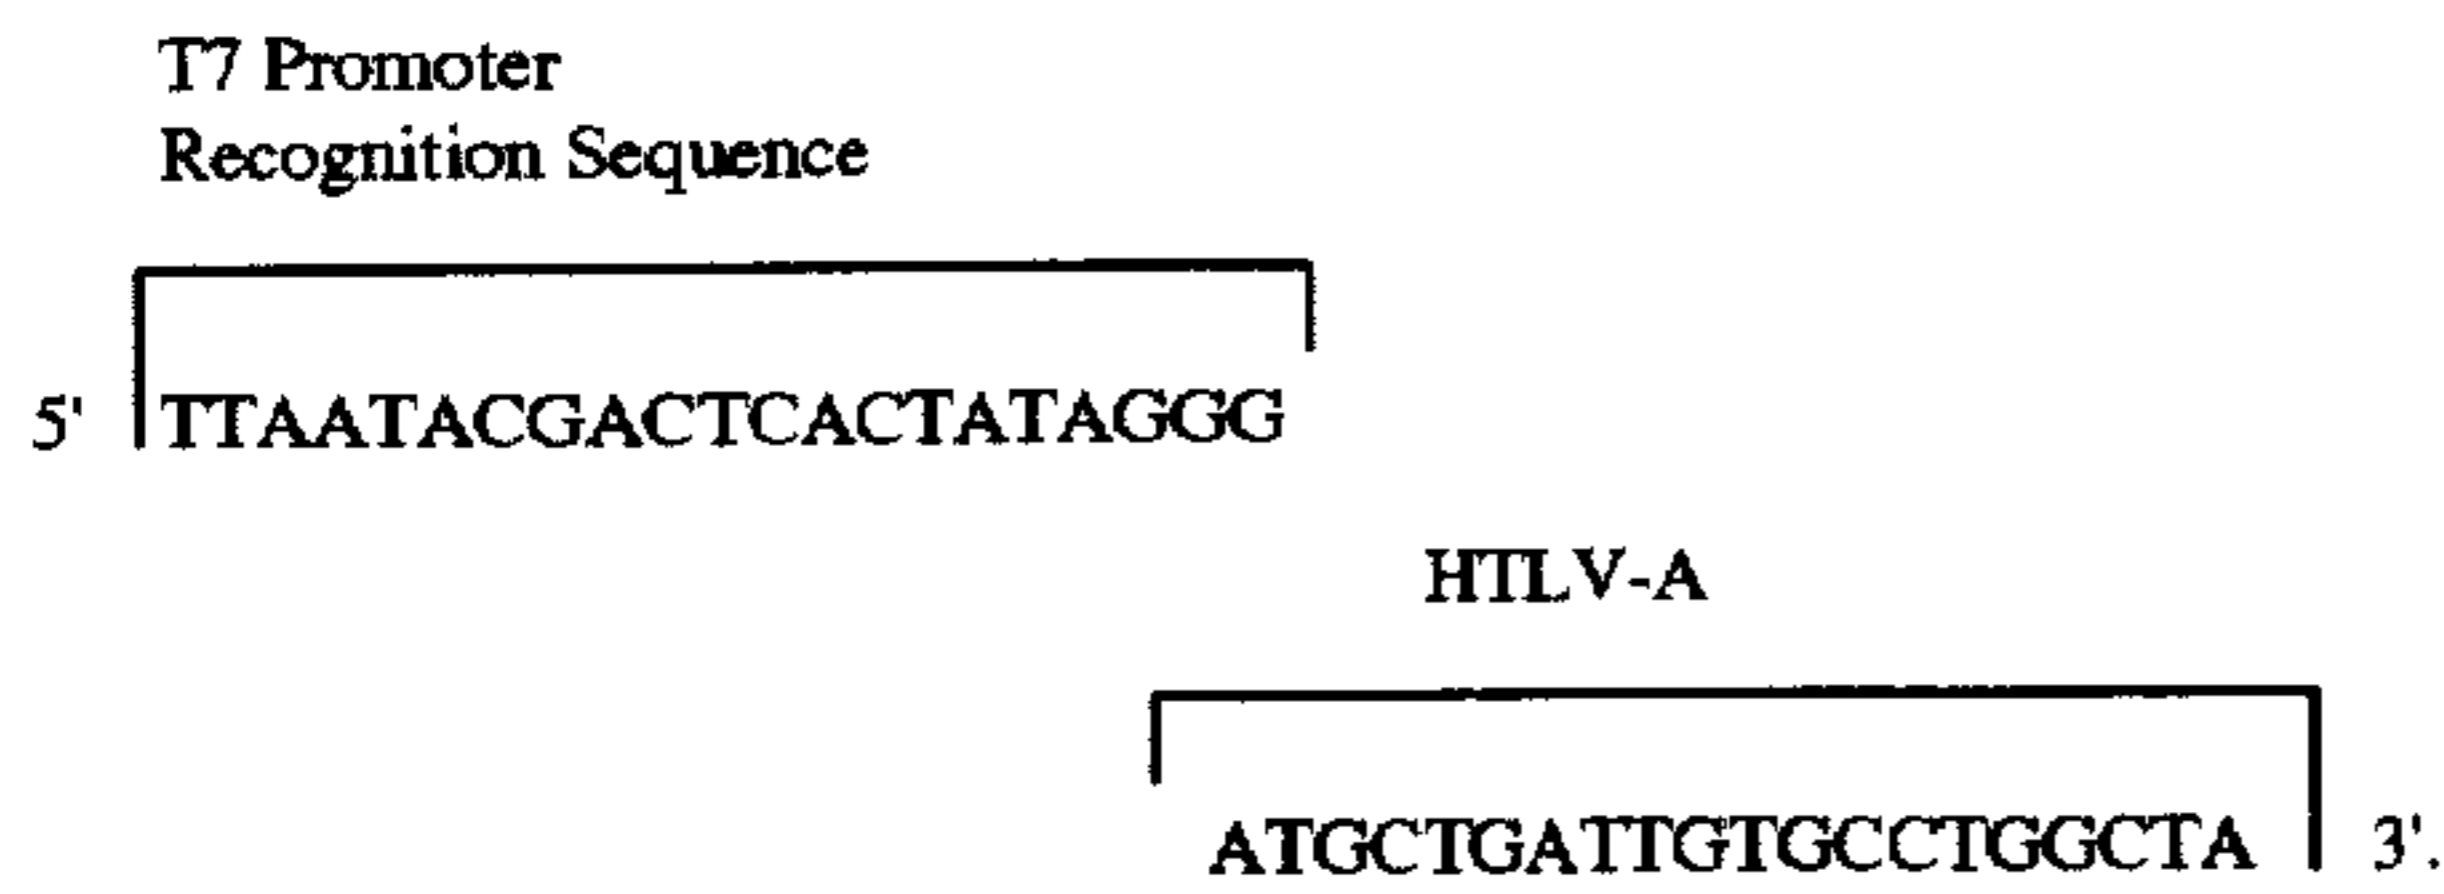 T7 Promoter
Recognition Sequence
5' TTAATACGACTCACTATAGGG
HTLV-A
ATGCTGATTGTGCCTGGCTA 3'.